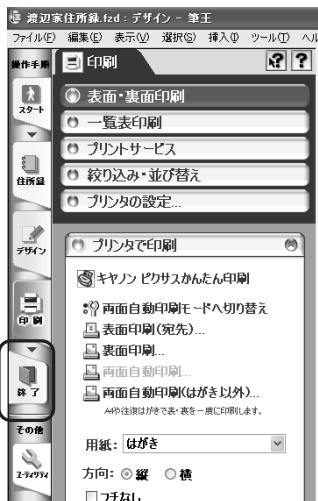 渡辺家住所録.fzd : デザイン - 筆王
ファイル(F) 編集(E) 表示(V) 選択(S) 挿入(I) ツール(T) ヘル
操作手順
印刷
?
スタート
表面・裏面印刷
一覧表印刷
住所録
プリントサービス
絞り込み・並び替え
プリンタの設定...
デザイン
プリンタで印刷
キヤノン ピクサスかんたん印刷
印刷
両面自動印刷モードへ切り替え
表面印刷(宛先)...
裏面印刷...
両面自動印刷...
終了
両面自動印刷(はがき以外)...
A4や往復はがきで表・裏を一度に印刷します。
その他
用紙: はがき
ユーティリティ
方向: 縦 横
フチなし